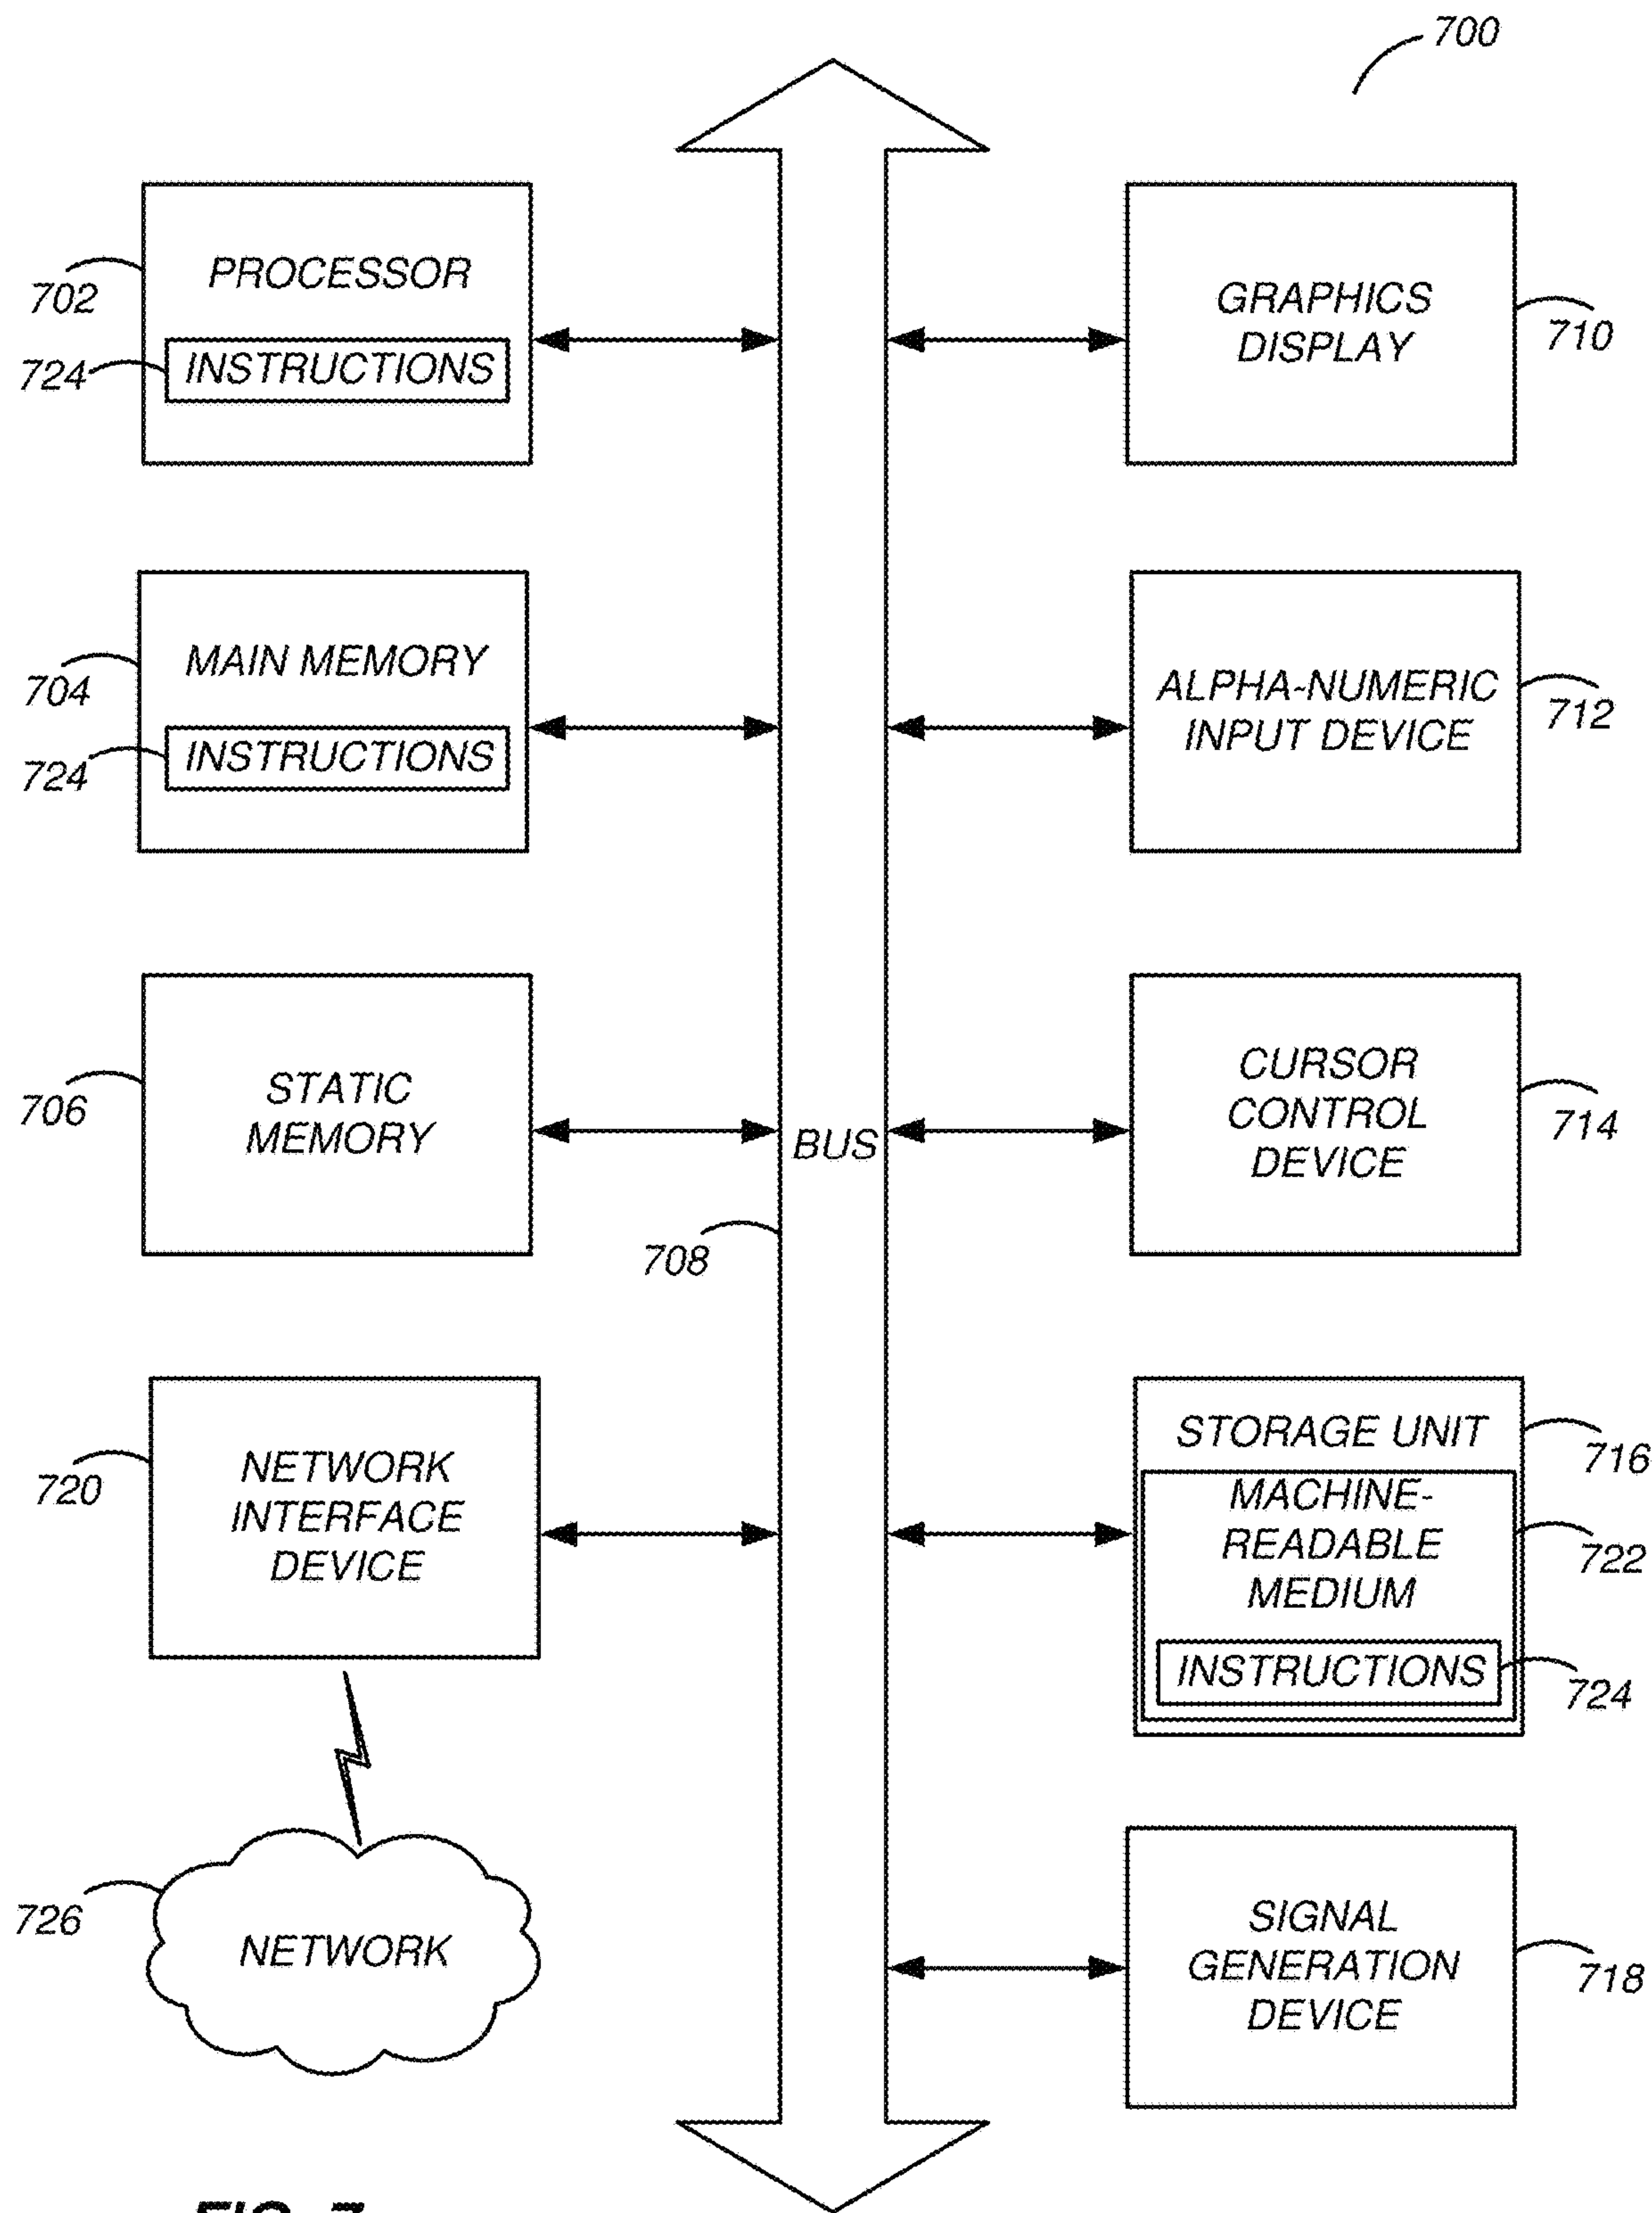 700
PROCESSOR
702
INSTRUCTIONS
724
GRAPHICS
DISPLAY
710
MAIN MEMORY
704
INSTRUCTIONS
724
ALPHA-NUMERIC
INPUT DEVICE
712
STATIC
MEMORY
706
BUS
708
CURSOR
CONTROL
DEVICE
714
NETWORK
INTERFACE
DEVICE
720
STORAGE UNIT
716
MACHINE-
READABLE
MEDIUM
722
INSTRUCTIONS
724
NETWORK
726
SIGNAL
GENERATION
DEVICE
718
FIG. 7